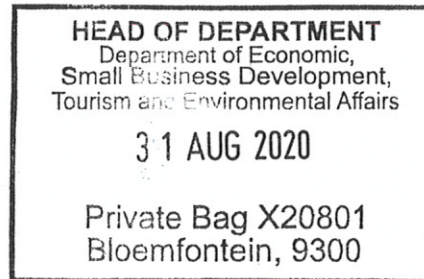 HEAD OF DEPARTMENT
Department of Economic,
Small Business Development,
Tourism and Environmental Affairs
31 AUG 2020
Private Bag X20801
Bloemfontein, 9300